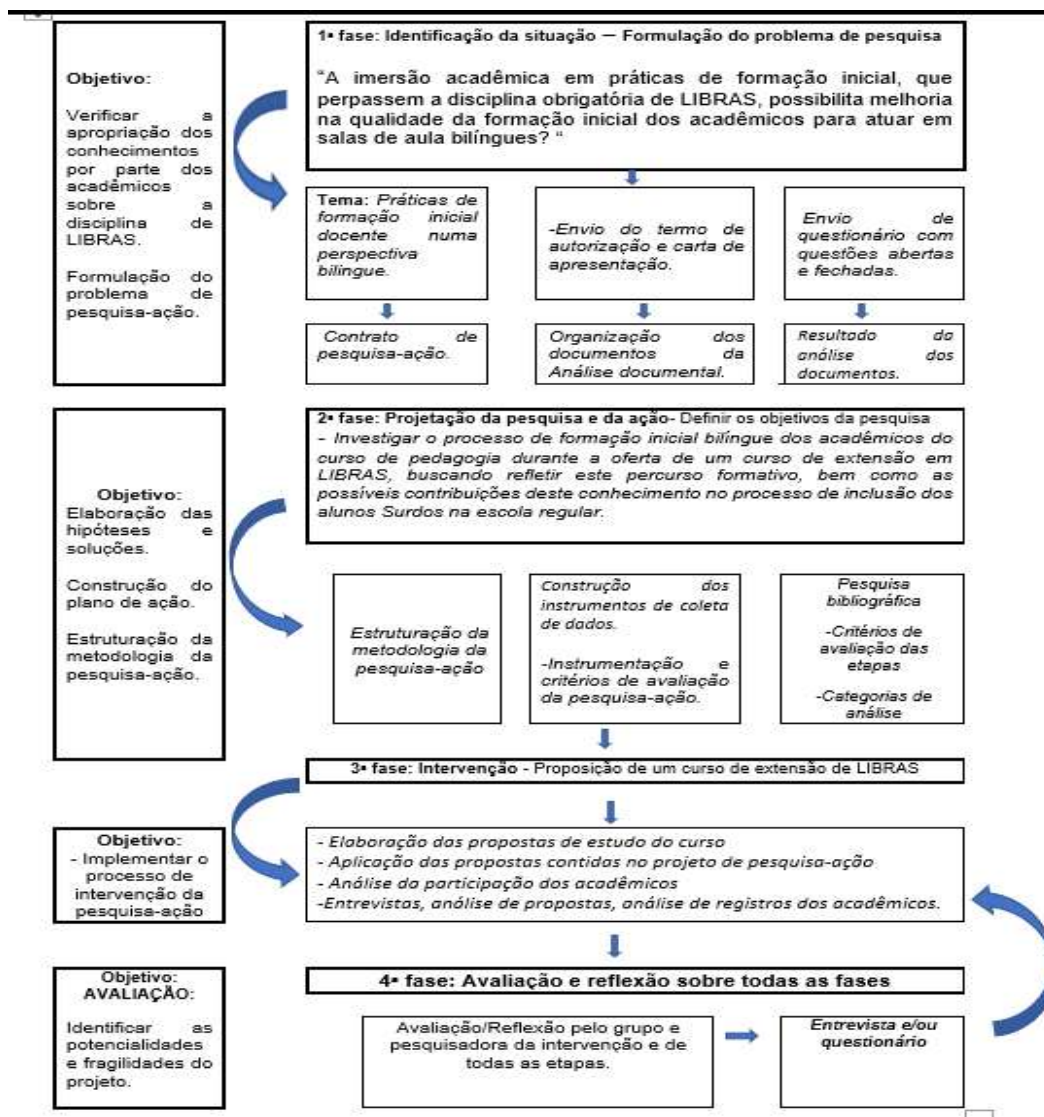 Objetivo:
Verificar a
apropriação dos
conhecimentos
por parte dos
acadêmicos
sobre a
disciplina de
LIBRAS.
Formulação do
problema de
pesquisa-ação.
1ª fase: Identificação da situação – Formulação do problema de pesquisa
"A imersão acadêmica em práticas de formação inicial, que
perpassem a disciplina obrigatória de LIBRAS, possibilita melhoria
na qualidade da formação inicial dos acadêmicos para atuar em
salas de aula bilíngues? "
Tema: Práticas de
formação inicial
docente numa
perspectiva
bilíngue.
-Envio do termo de
autorização e carta de
apresentação.
Envio de
questionário com
questões abertas
e fechadas.
Contrato de
pesquisa-ação.
Organização dos
documentos da
Análise documental.
Resultado da
análise dos
documentos.
Objetivo:
Elaboração das
hipóteses e
soluções.
Construção do
plano de ação.
Estruturação da
metodologia da
pesquisa-ação.
2ª fase: Projetação da pesquisa e da ação- Definir os objetivos da pesquisa
- Investigar o processo de formação inicial bilíngue dos acadêmicos do
curso de pedagogia durante a oferta de um curso de extensão em
LIBRAS, buscando refletir este percurso formativo, bem como as
possíveis contribuições deste conhecimento no processo de inclusão dos
alunos Surdos na escola regular.
Estruturação da
metodologia da
pesquisa-ação
Construção dos
instrumentos de coleta
de dados.
-Instrumentação e
critérios de avaliação
da pesquisa-ação.
Pesquisa
bibliográfica
-Critérios de
avaliação das
etapas
-Categorias de
análise
3ª fase: Intervenção - Proposição de um curso de extensão de LIBRAS
Objetivo:
- Implementar o
processo de
intervenção da
pesquisa-ação
- Elaboração das propostas de estudo do curso
- Aplicação das propostas contidas no projeto de pesquisa-ação
- Análise da participação dos acadêmicos
-Entrevistas, análise de propostas, análise de registros dos acadêmicos.
Objetivo:
AVALIAÇÃO:
Identificar as
potencialidades
e fragilidades do
projeto.
4ª fase: Avaliação e reflexão sobre todas as fases
Avaliação/Reflexão pelo grupo e
pesquisadora da intervenção e de
todas as etapas.
Entrevista e/ou
questionário